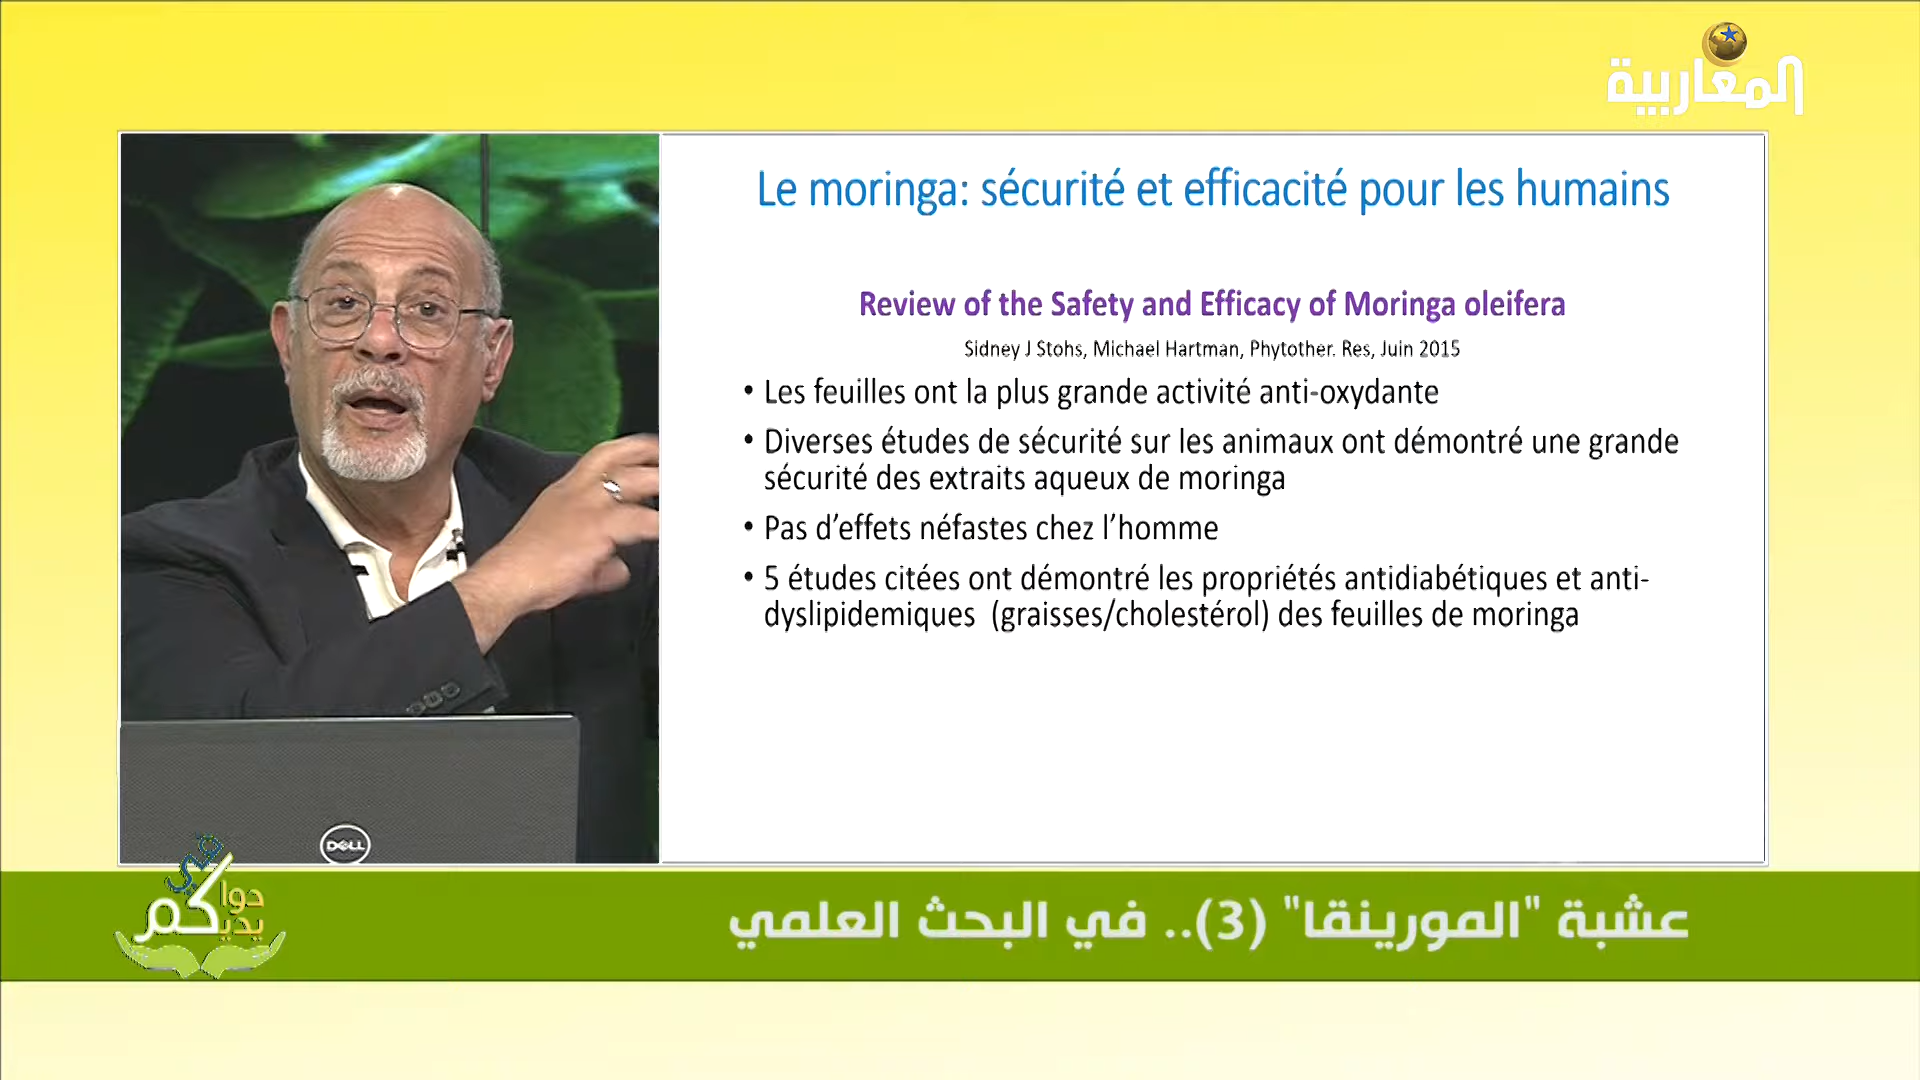 المغاربية
Le moringa: sécurité et efficacité pour les humains
Review of the Safety and Efficacy of Moringa oleifera
Sidney J Stohs, Michael Hartman, Phytother. Res, Juin 2015
• Les feuilles ont la plus grande activité anti-oxydante
• Diverses études de sécurité sur les animaux ont démontré une grande
sécurité des extraits aqueux de moringa
• Pas d’effets néfastes chez l’homme
• 5 études citées ont démontré les propriétés antidiabétiques et anti-
dyslipidemiques (graisses/cholestérol) des feuilles de moringa
DELL
دواكم في يديكم
عشبة "المورينقا" (3).. في البحث العلمي